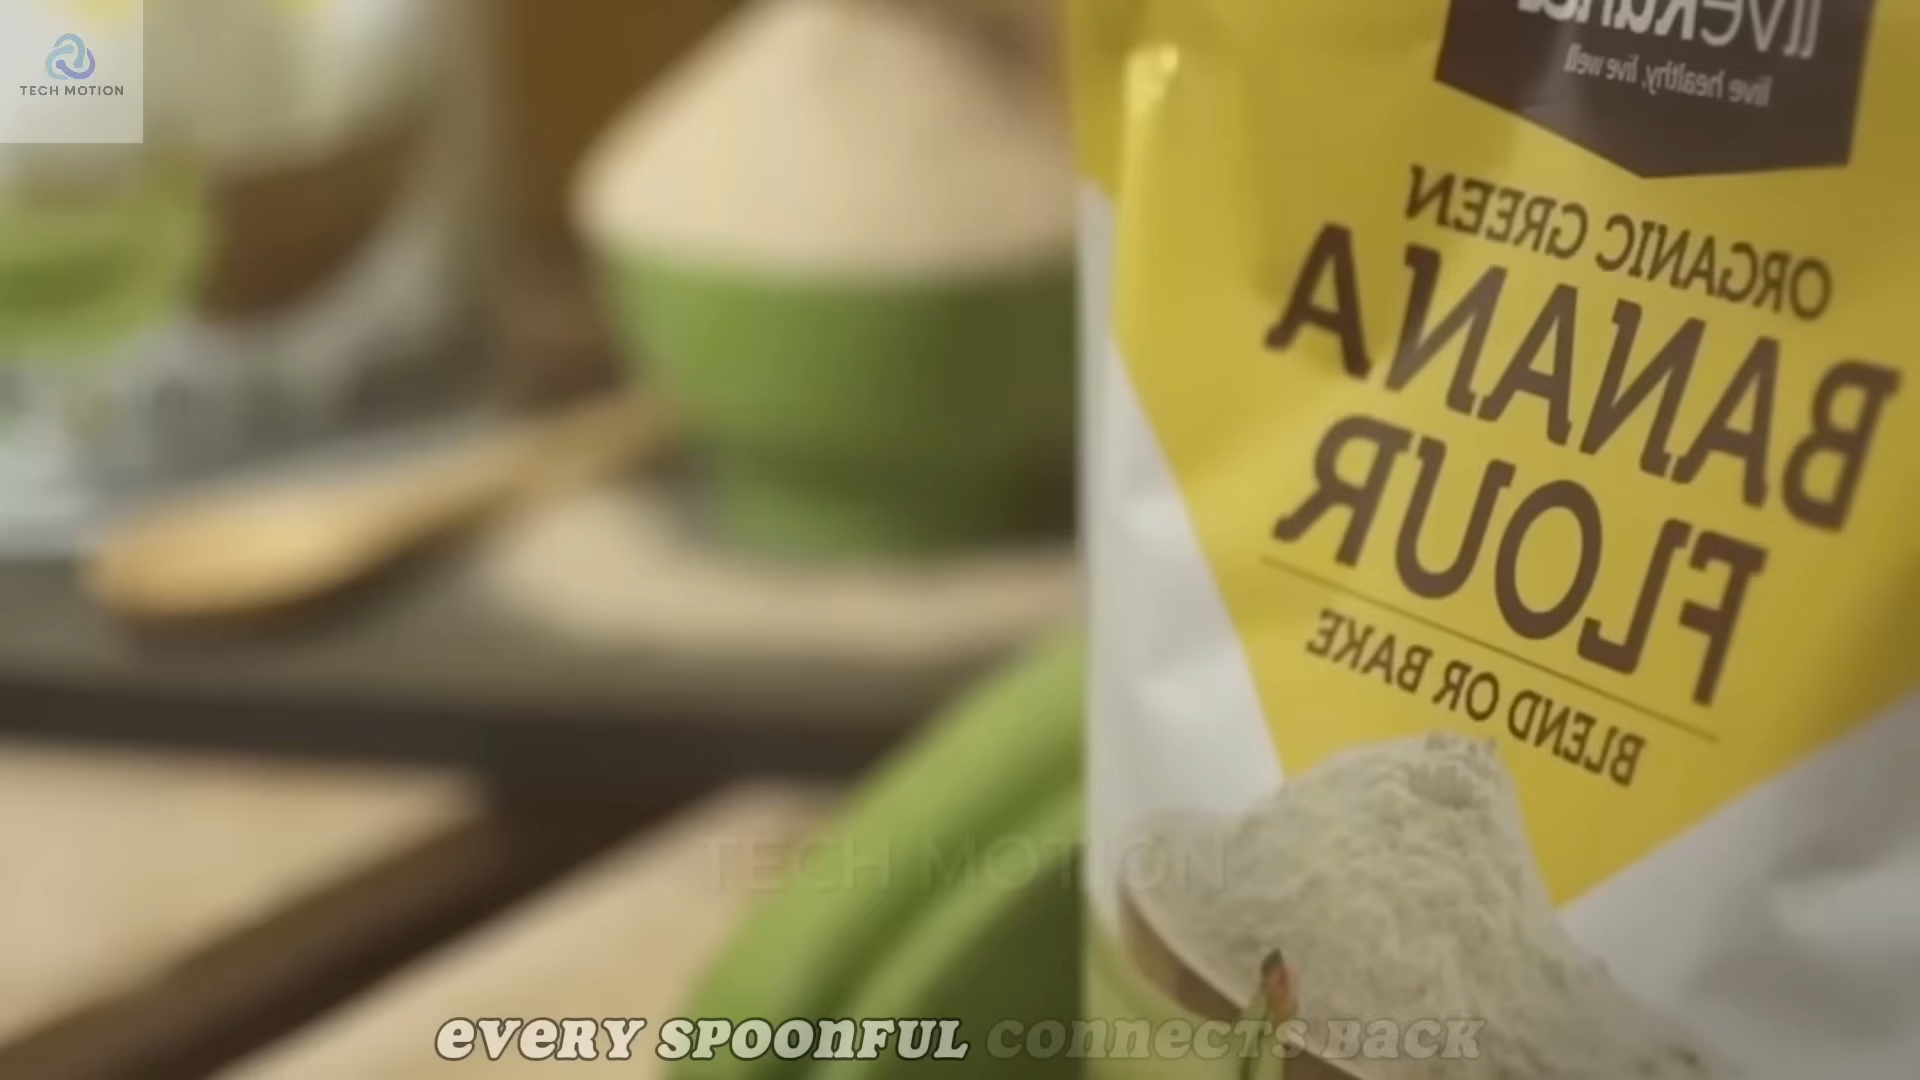 TECH MOTION
live healthy, live well
ORGANIC GREEN
BANANA
FLOUR
BLEND OR BAKE
TECH MOTION
EVERY SPOONFUL CONNECTS BACK